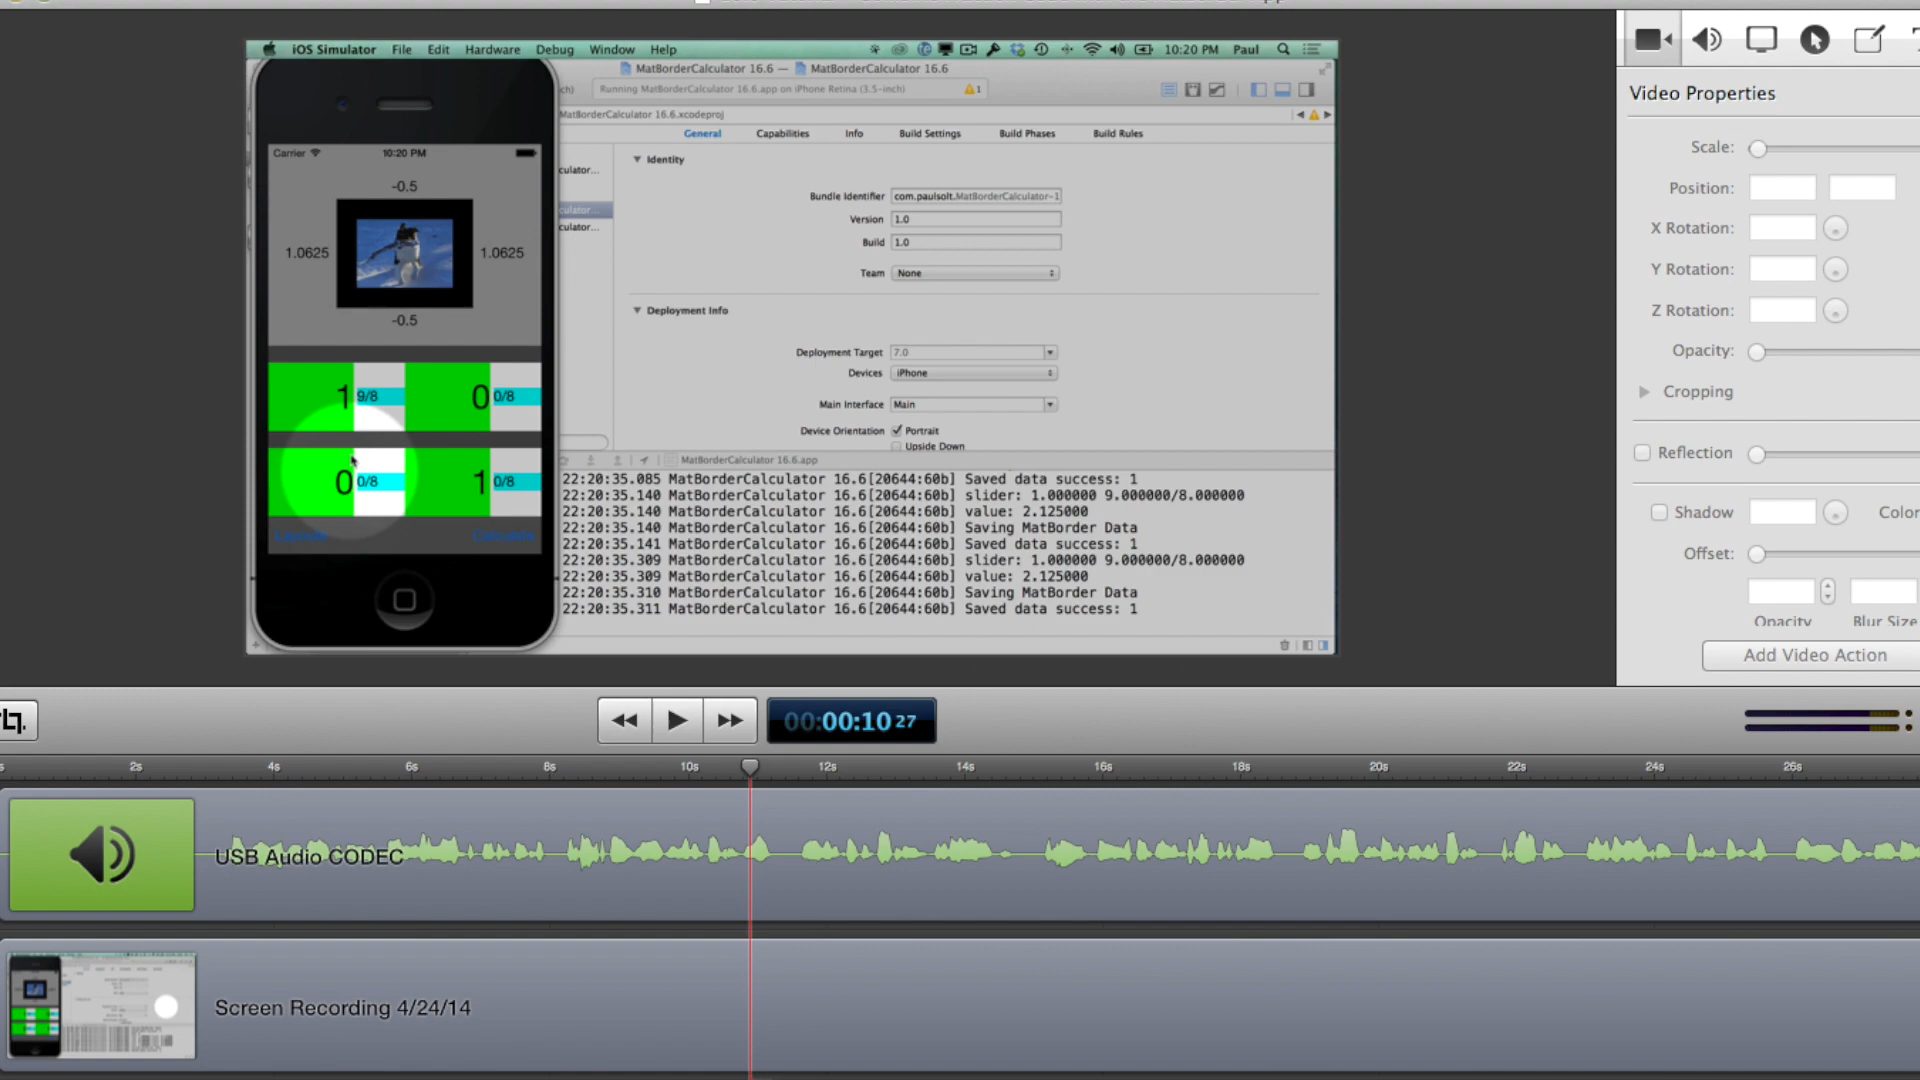 iOS Simulator File Edit Hardware Debug Window Help 10:20 PM Paul
MatBorderCalculator 16.6 — MatBorderCalculator 16.6
ch) Running MatBorderCalculator 16.6.app on iPhone Retina (3.5-inch) 1
MatBorderCalculator 16.6.xcodeproj
General Capabilities Info Build Settings Build Phases Build Rules
Carrier 10:20 PM
-0.5
1.0625 1.0625
-0.5
1 9/8 0 0/8
0 0/8 1 0/8
Calculate
culator...
culator...
culator...
Identity
Bundle Identifier com.paulsolt.MatBorderCalculator-1
Version 1.0
Build 1.0
Team None
Deployment Info
Deployment Target 7.0
Devices iPhone
Main Interface Main
Device Orientation Portrait
Upside Down
MatBorderCalculator 16.6.app
22:20:35.085 MatBorderCalculator 16.6[20644:60b] Saved data success: 1
22:20:35.140 MatBorderCalculator 16.6[20644:60b] slider: 1.000000 9.000000/8.000000
22:20:35.140 MatBorderCalculator 16.6[20644:60b] value: 2.125000
22:20:35.140 MatBorderCalculator 16.6[20644:60b] Saving MatBorder Data
22:20:35.141 MatBorderCalculator 16.6[20644:60b] Saved data success: 1
22:20:35.309 MatBorderCalculator 16.6[20644:60b] slider: 1.000000 9.000000/8.000000
22:20:35.309 MatBorderCalculator 16.6[20644:60b] value: 2.125000
22:20:35.310 MatBorderCalculator 16.6[20644:60b] Saving MatBorder Data
22:20:35.311 MatBorderCalculator 16.6[20644:60b] Saved data success: 1
Video Properties
Scale:
Position:
X Rotation:
Y Rotation:
Z Rotation:
Opacity:
Cropping
Reflection
Shadow Color
Offset:
Opacity Blur Size
Add Video Action
00:00:10 27
s 2s 4s 6s 8s 10s 12s 14s 16s 18s 20s 22s 24s 26s
USB Audio CODEC
Screen Recording 4/24/14